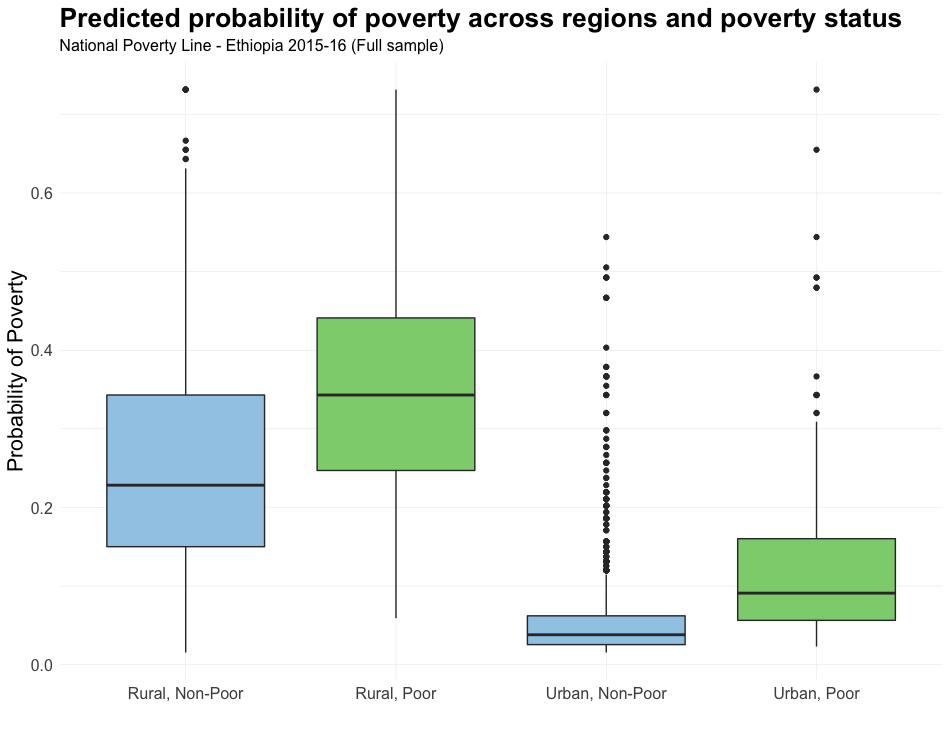 Predicted probability of poverty across regions and poverty status
National Poverty Line - Ethiopia 2015-16 (Full sample)
Probability of Poverty
0.6
0.4
0.2
0.0
Rural, Non-Poor
Rural, Poor
Urban, Non-Poor
Urban, Poor